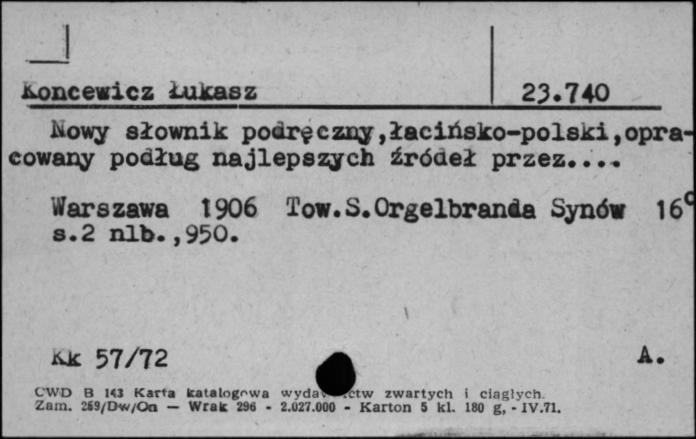 Koncewicz Łukasz 23.740
Nowy słownik podręczny,łacińsko-polski,opra-
cowany podług najlepszych źródeł przez....
Warszawa 1906 Tow.S.Orgelbranda Synów 16°
s.2 nlb.,950.
Kk 57/72 A.
CWD B 143 Karta katalogowa zwartych i ciągłych.
Zam. 269/Dw/On — Wrak 296 - 2.027.000 - Karton 5 kl. 180 g, - IV.71.